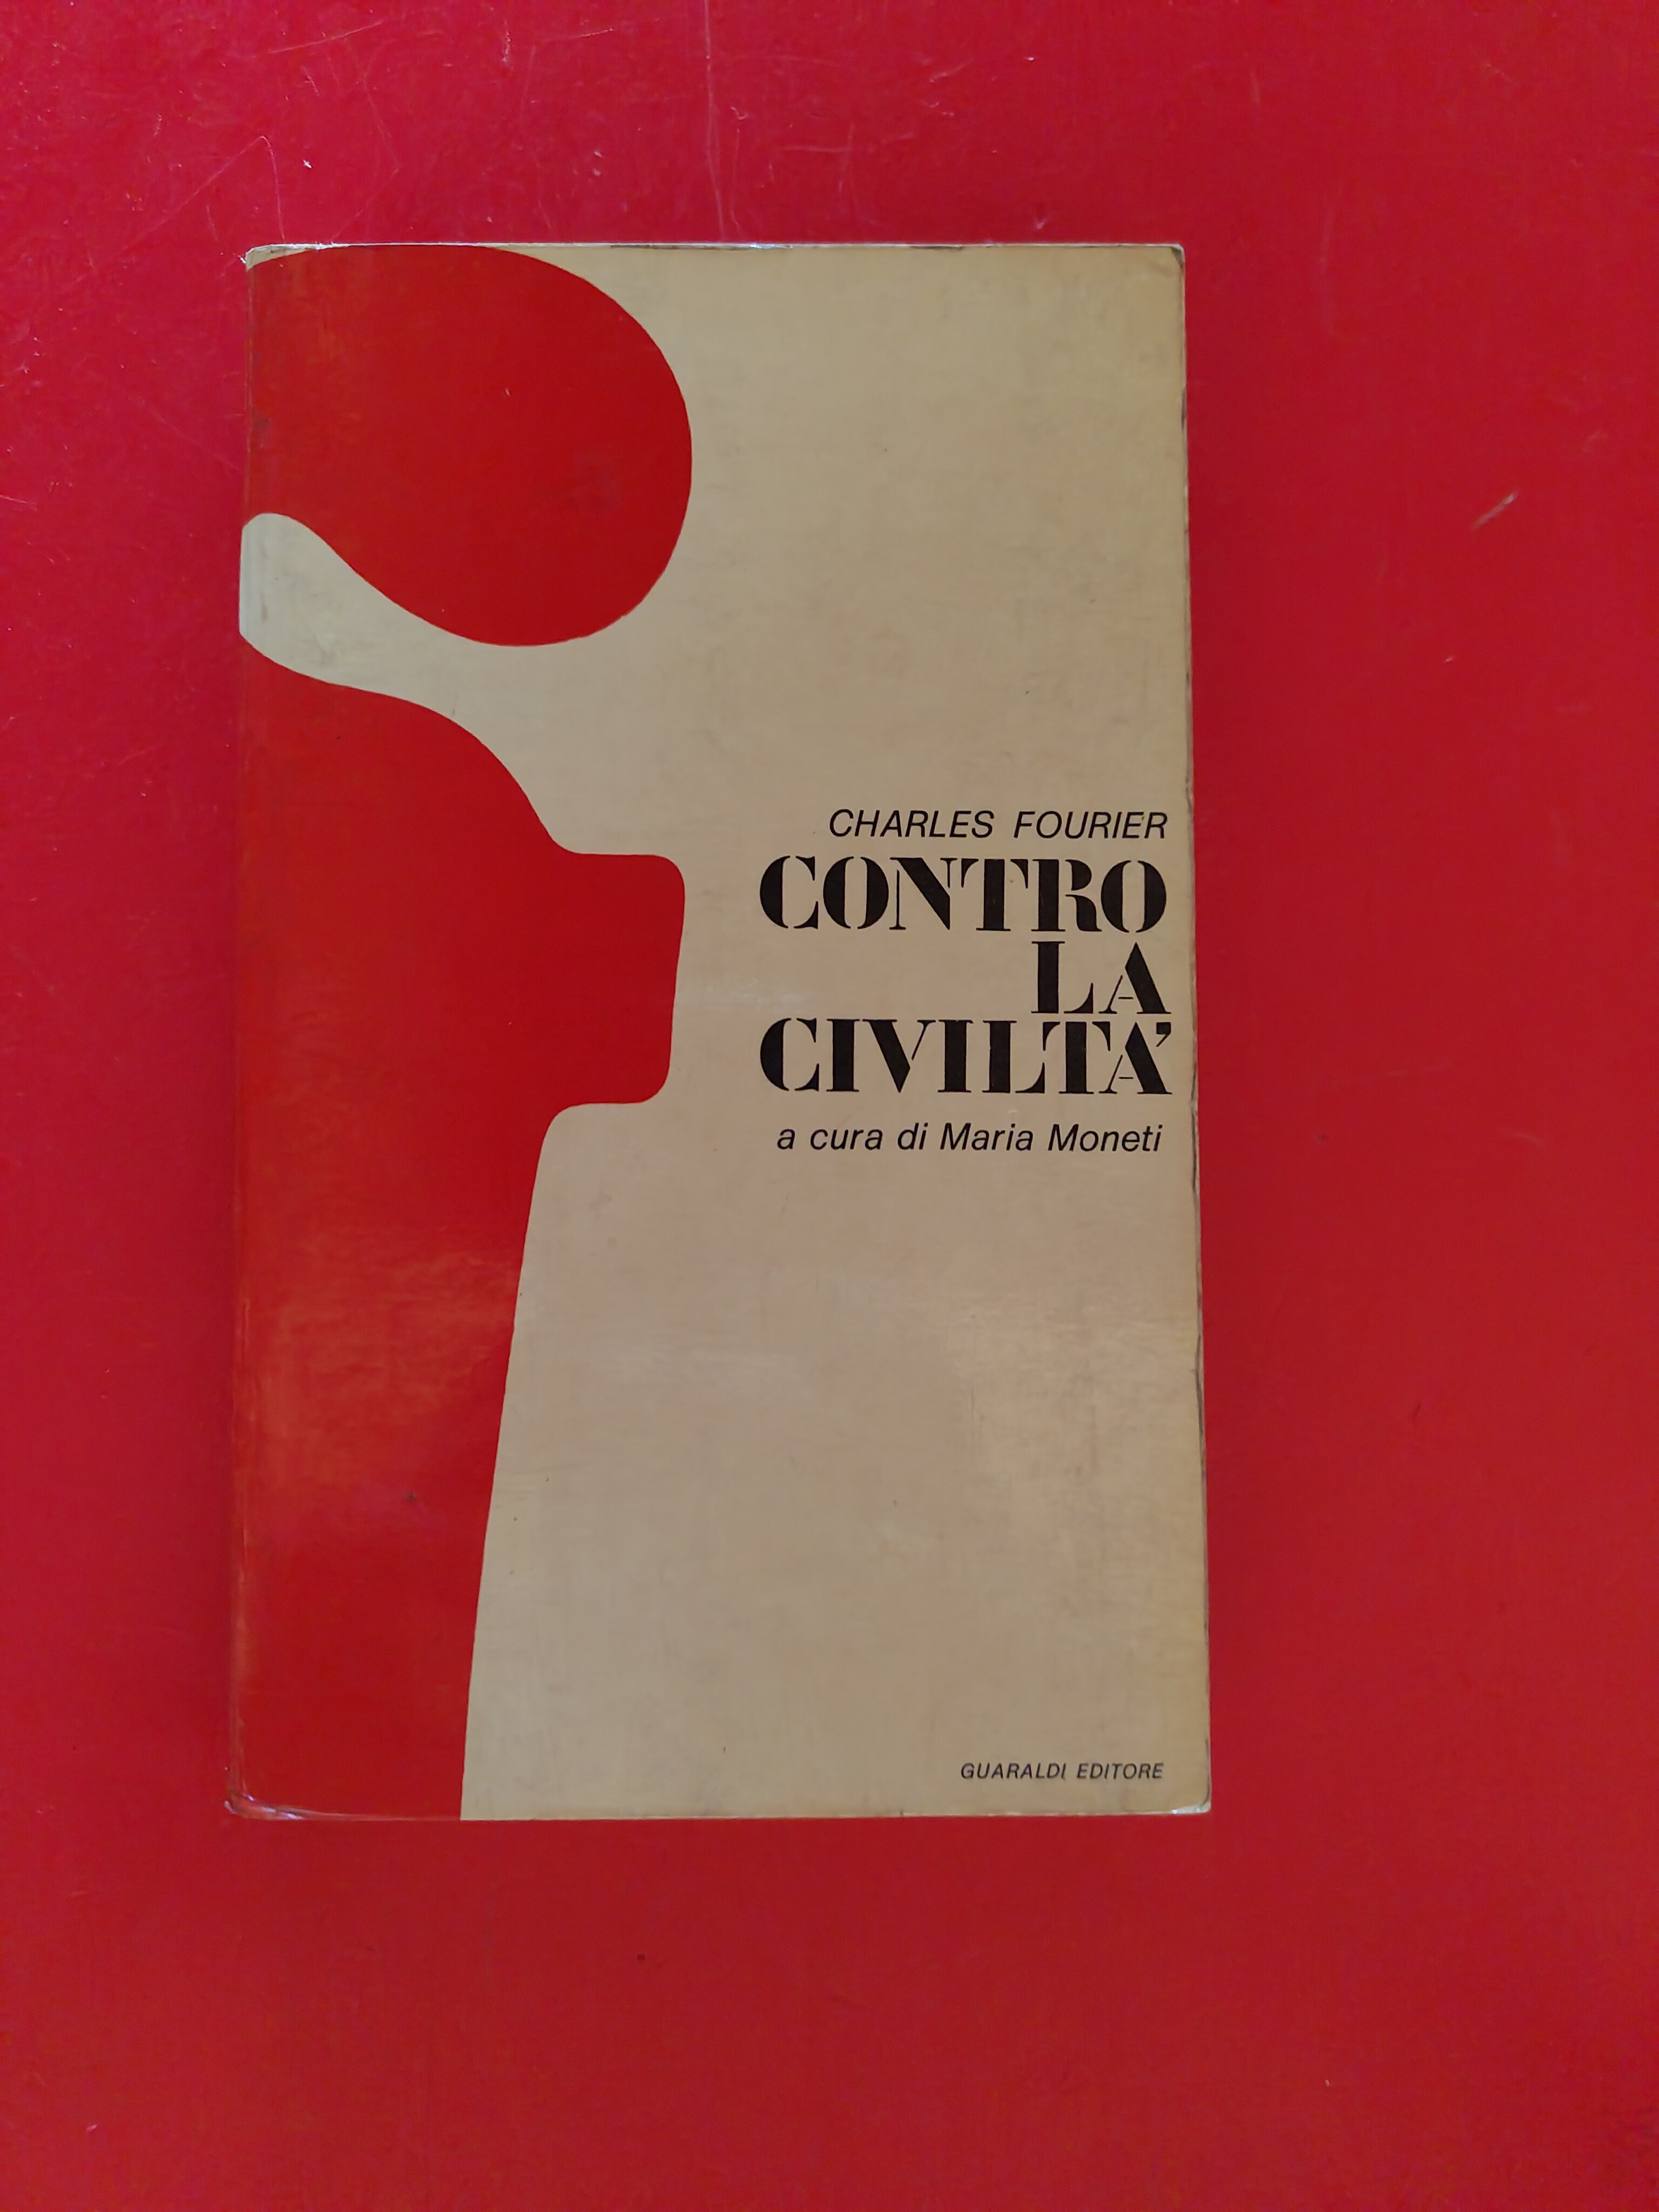 CHARLES FOURIER
CONTRO
LA
CIVILTA'
a cura di Maria Moneti
GUARALDI EDITORE